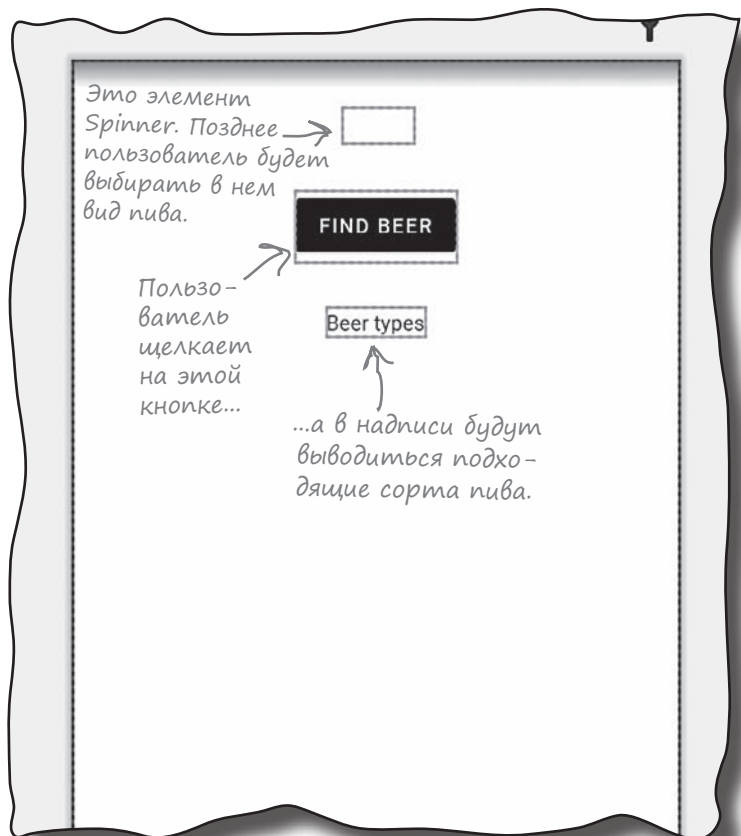 Это элемент
Spinner. Позднее
пользователь будет
выбирать в нем
вид пива.
FIND BEER
Пользо-
ватель
щелкает
на этой
кнопке...
Beer types
...а в надписи будут
выводиться подхо-
дящие сорта пива.